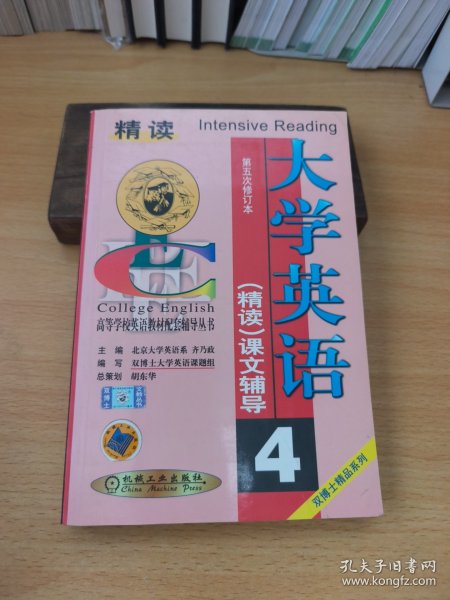 精读
Intensive Reading
大学英语
第五次修订本
(精读)课文辅导
4
College English
高等学校英语教材配套辅导丛书
主编 北京大学英语系 齐乃政
编写 双博士大学英语课题组
总策划 胡东华
双博士
机械工业出版社
China Machine Press
双博士精品系列
孔夫子旧书网
www.kongfz.com